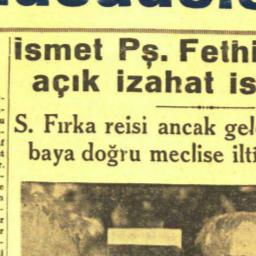 ismet Pş. Fethi
açık izahat is
S. Fırka reisi ancak gel
baya doğru meclise ilti